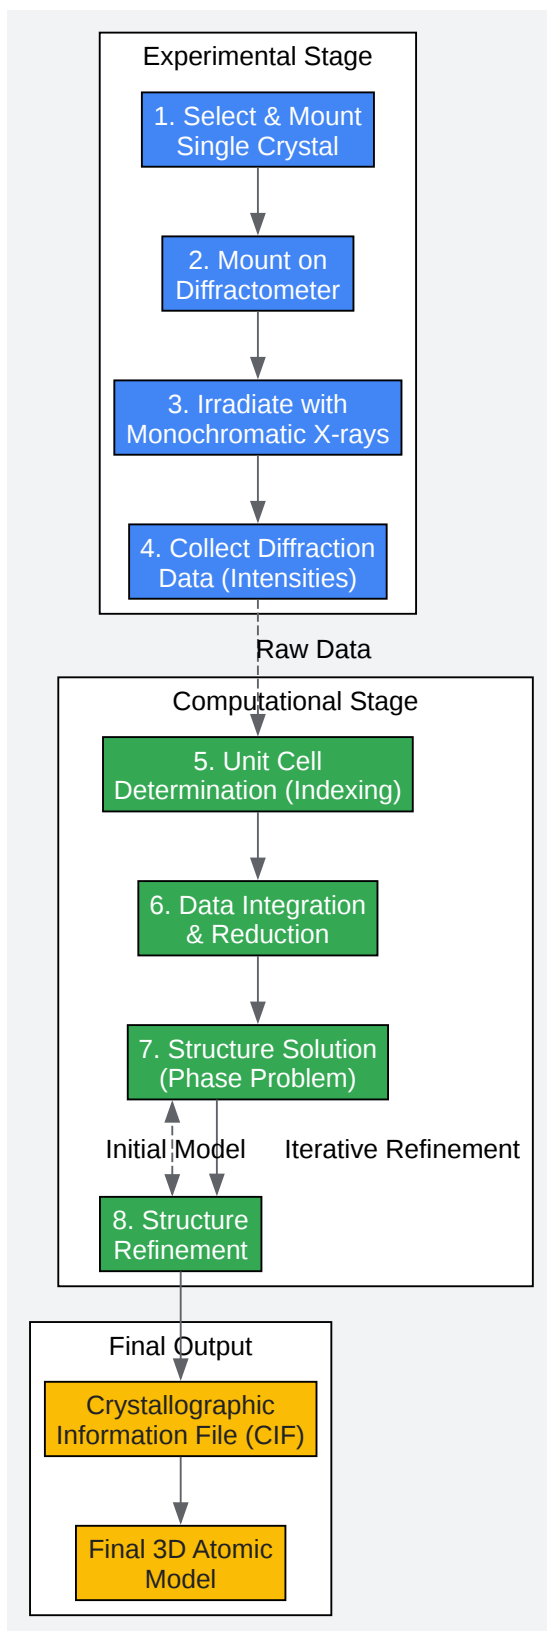 Experimental Stage
1. Select & Mount
Single Crystal
2. Mount on
Diffractometer
3. Irradiate with
Monochromatic X-rays
4. Collect Diffraction
Data (Intensities)
Raw Data
Computational Stage
5. Unit Cell
Determination (Indexing)
6. Data Integration
& Reduction
7. Structure Solution
(Phase Problem)
Initial Model
Iterative Refinement
8. Structure
Refinement
Final Output
Crystallographic
Information File (CIF)
Final 3D Atomic
Model